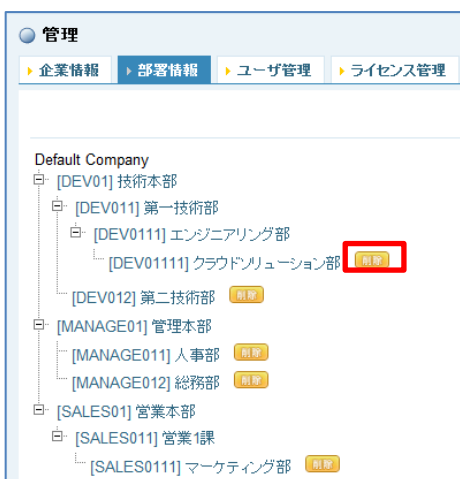 管理
企業情報 部署情報 ユーザ管理 ライセンス管理
Default Company
[DEV01] 技術本部
[DEV011] 第一技術部
[DEV0111] エンジニアリング部
[DEV01111] クラウドソリューション部 削除
[DEV012] 第二技術部 削除
[MANAGE01] 管理本部
[MANAGE011] 人事部 削除
[MANAGE012] 総務部 削除
[SALES01] 営業本部
[SALES011] 営業1課
[SALES0111] マーケティング部 削除